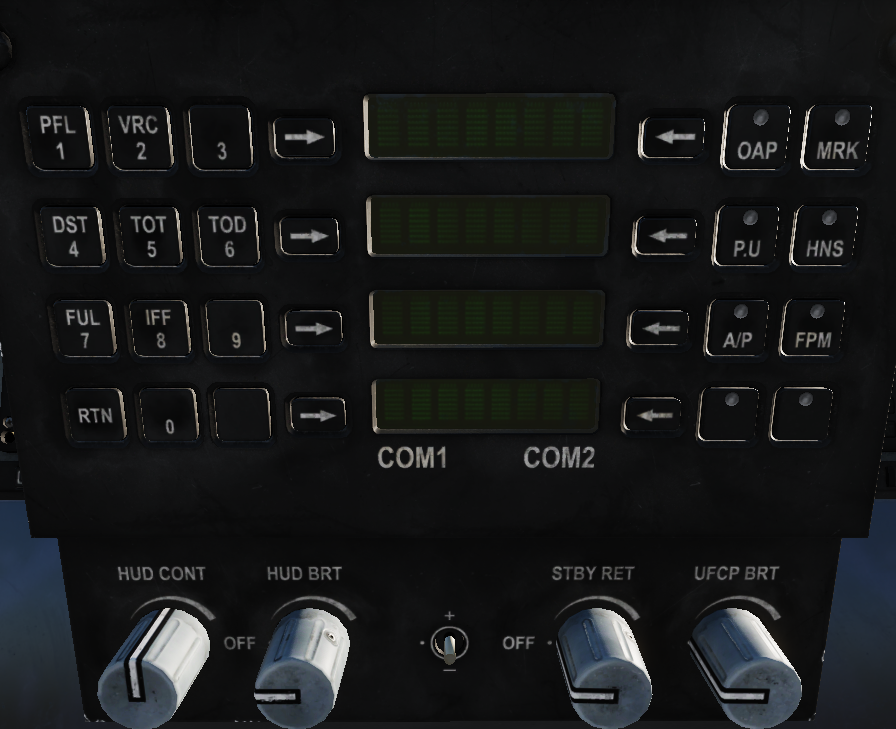 PFL 1 VRC 2 3 → ← OAP MRK
DST 4 TOT 5 TOD 6 → ← P.U HNS
FUL 7 IFF 8 9 → ← A/P FPM
RTN 0 → ←
COM1 COM2
HUD CONT HUD BRT STBY RET UFCP BRT
+
OFF OFF
−